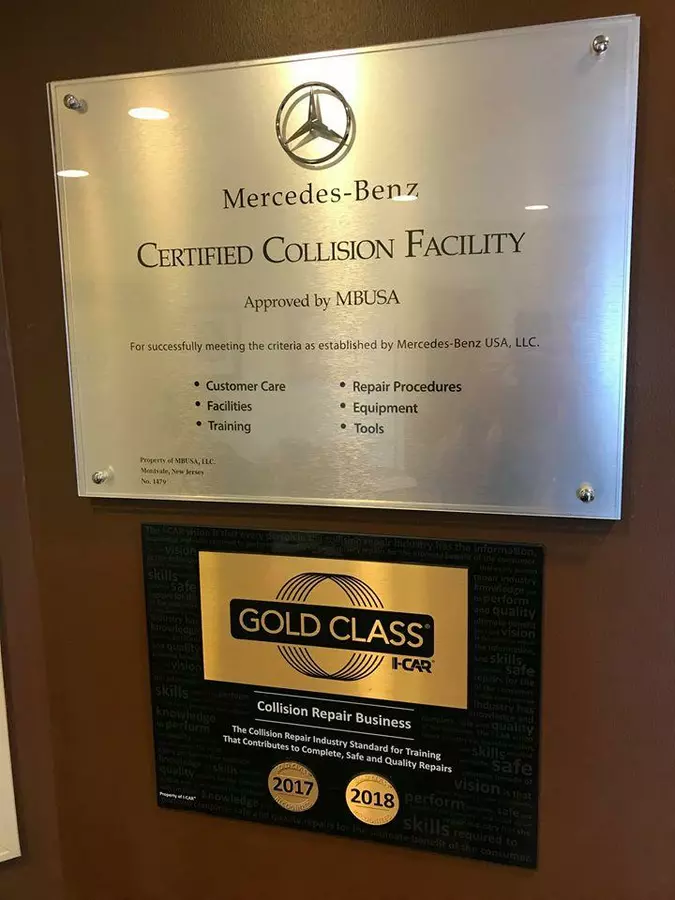 Mercedes-Benz
CERTIFIED COLLISION FACILITY
Approved by MBUSA
For successfully meeting the criteria as established by Mercedes-Benz USA, LLC.
• Customer Care
• Facilities
• Training
• Repair Procedures
• Equipment
• Tools
Property of MBUSA, LLC.
Montvale, New Jersey
No. 1479
GOLD CLASS®
I-CAR®
Collision Repair Business
The Collision Repair Industry Standard for Training
That Contributes to Complete, Safe and Quality Repairs
2017
2018
Property of I-CAR®